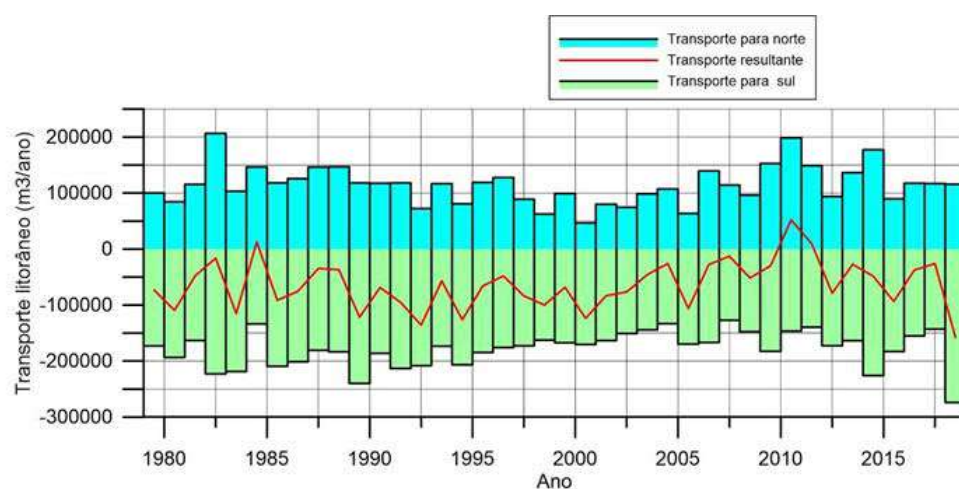 Transporte para norte
Transporte resultante
Transporte para sul
Transporte litorâneo (m3/ano)
200000
100000
0
-100000
-200000
-300000
1980 1985 1990 1995 2000 2005 2010 2015
Ano